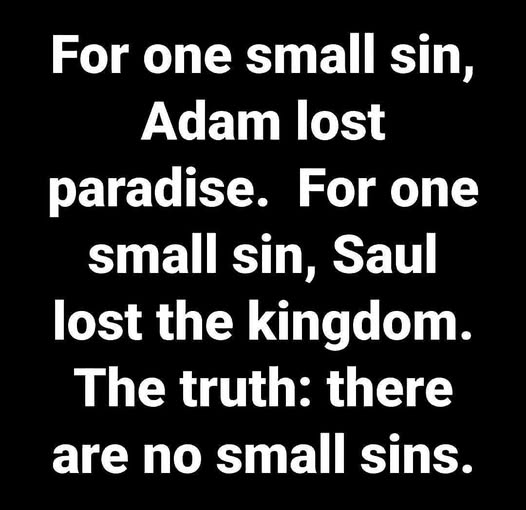 For one small sin,
Adam lost
paradise.  For one
small sin, Saul
lost the kingdom.
The truth: there
are no small sins.